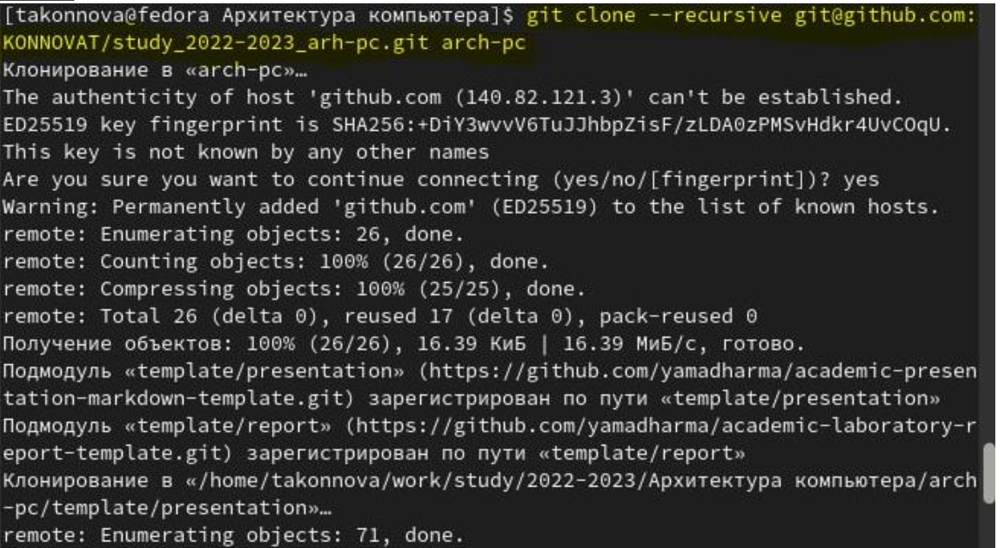 [takonnova@fedora Архитектура компьютера]$ git clone --recursive git@github.com:
KONNOVAT/study_2022-2023_arh-pc.git arch-pc
Клонирование в «arch-pc»…
The authenticity of host 'github.com (140.82.121.3)' can't be established.
ED25519 key fingerprint is SHA256:+DiY3wvvV6TuJJhbpZisF/zLDA0zPMSvHdkr4UvCOqU.
This key is not known by any other names
Are you sure you want to continue connecting (yes/no/[fingerprint])? yes
Warning: Permanently added 'github.com' (ED25519) to the list of known hosts.
remote: Enumerating objects: 26, done.
remote: Counting objects: 100% (26/26), done.
remote: Compressing objects: 100% (25/25), done.
remote: Total 26 (delta 0), reused 17 (delta 0), pack-reused 0
Получение объектов: 100% (26/26), 16.39 КиБ | 16.39 МиБ/с, готово.
Подмодуль «template/presentation» (https://github.com/yamadharma/academic-presen
tation-markdown-template.git) зарегистрирован по пути «template/presentation»
Подмодуль «template/report» (https://github.com/yamadharma/academic-laboratory-r
eport-template.git) зарегистрирован по пути «template/report»
Клонирование в «/home/takonnova/work/study/2022-2023/Архитектура компьютера/arch
-pc/template/presentation»…
remote: Enumerating objects: 71, done.